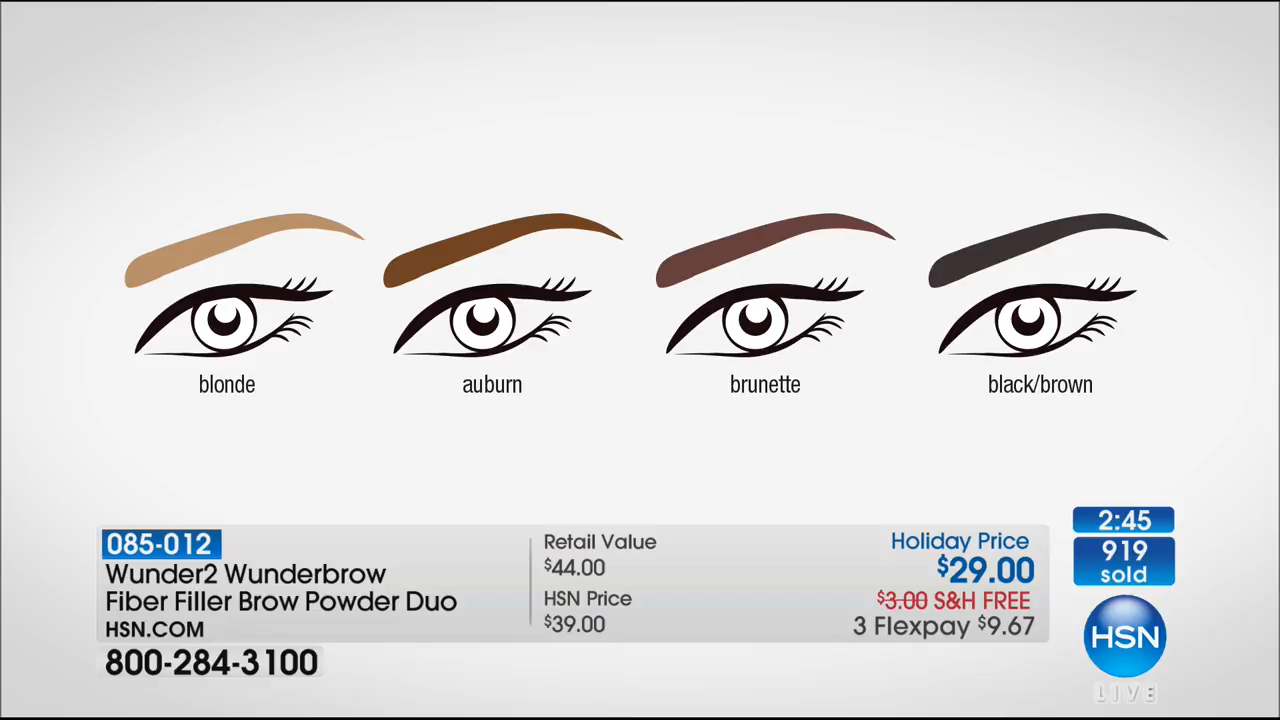 blonde
auburn
brunette
black/brown
085-012
Wunder2 Wunderbrow
Fiber Filler Brow Powder Duo
HSN.COM
800-284-3100
Retail Value
$44.00
HSN Price
$39.00
Holiday Price
$29.00
$3.00 S&H FREE
3 Flexpay $9.67
2:45
919
sold
HSN
LIVE